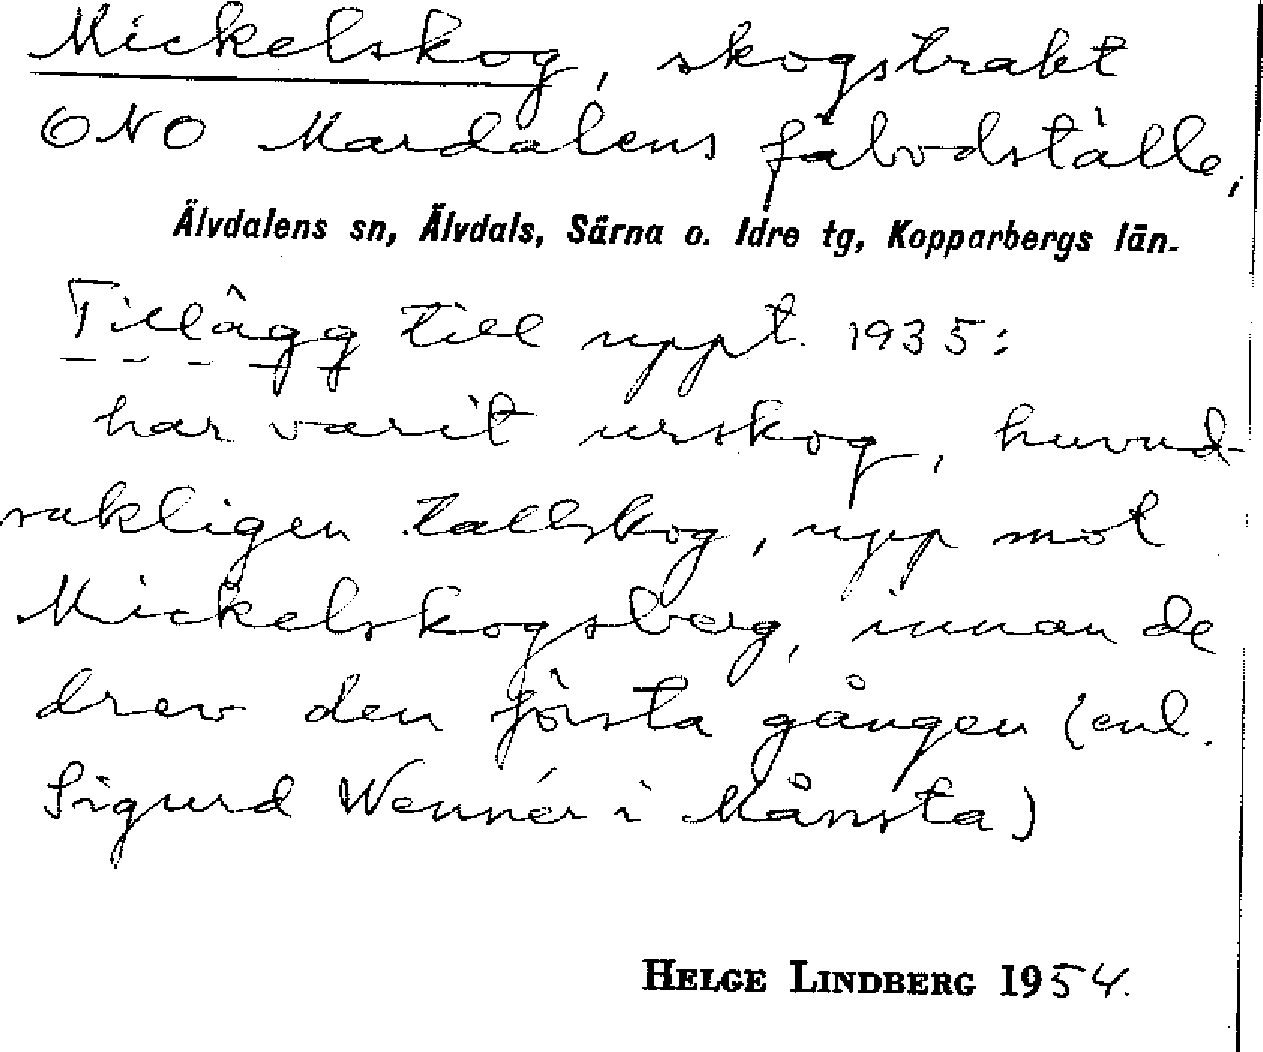 Mickelskog, skogstrakt
ONO Mardalens fäbodställe,
Älvdalens sn, Älvdals, Särna o. Idre tg, Kopparbergs län.
Tillägg till uppt. 1935:
har varit urskog, huvud-
sakligen tallskog, upp mot
Mickelskogsberg, innan de
drev den första gången (enl.
Sigurd Wennér i Månsta)
HELGE LINDBERG 1954.